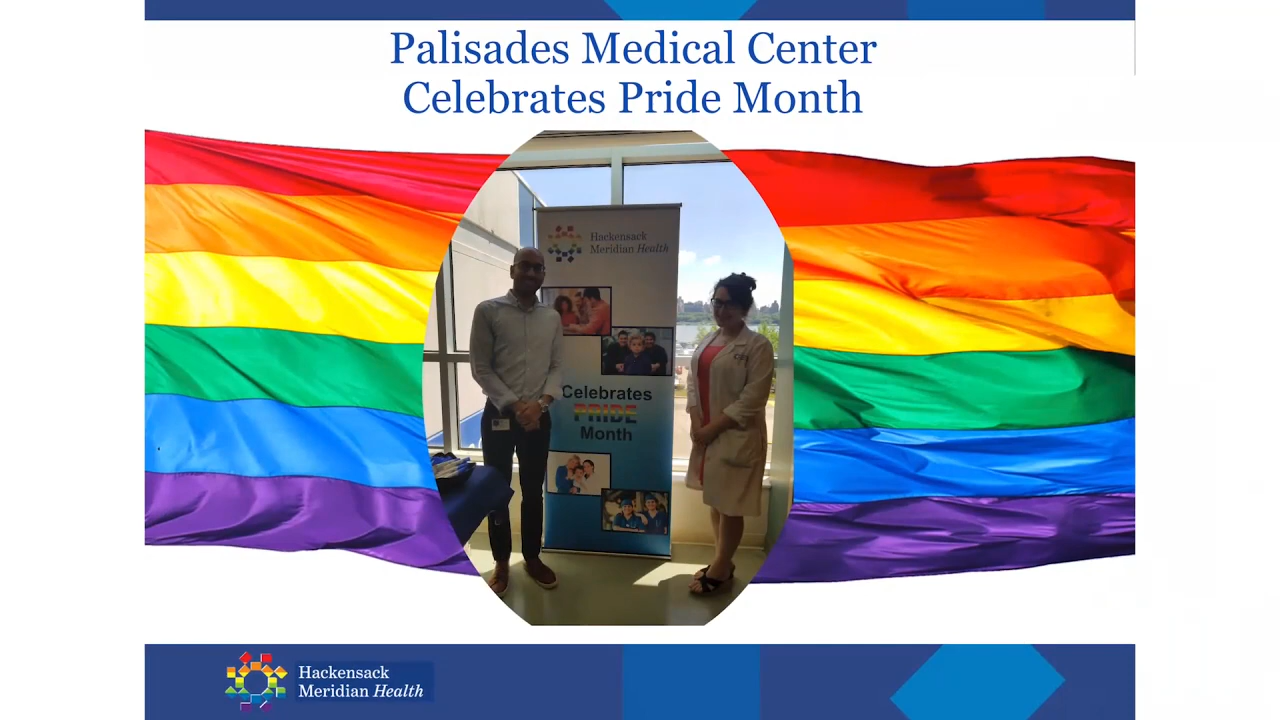 Palisades Medical Center
Celebrates Pride Month
Hackensack
Meridian Health
Celebrates
PRIDE
Month
Hackensack
Meridian Health